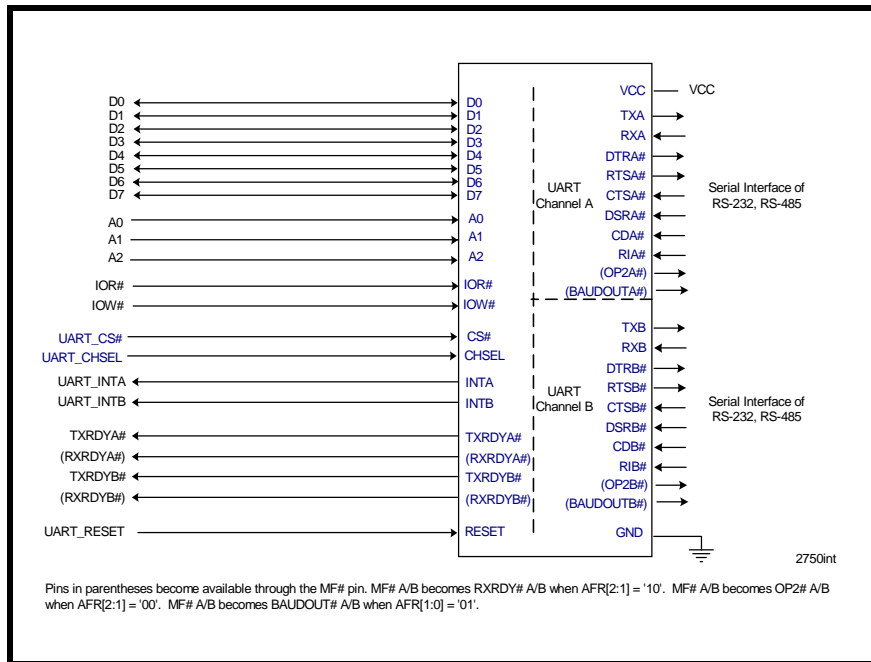 D0
D1
D2
D3
D4
D5
D6
D7
A0
A1
A2
IOR#
IOW#
UART_CS#
UART_CHSEL
UART_INTA
UART_INTB
TXRDYA#
(RXRDYA#)
TXRDYB#
(RXRDYB#)
UART_RESET
D0
D1
D2
D3
D4
D5
D6
D7
A0
A1
A2
IOR#
IOW#
CS#
CHSEL
INTA
INTB
TXRDYA#
(RXRDYA#)
TXRDYB#
(RXRDYB#)
RESET
UART
Channel A
UART
Channel B
VCC
TXA
RXA
DTRA#
RTSA#
CTSA#
DSRA#
CDA#
RIA#
(OP2A#)
(BAUDOUTA#)
TXB
RXB
DTRB#
RTSB#
CTSB#
DSRB#
CDB#
RIB#
(OP2B#)
(BAUDOUTB#)
GND
VCC
Serial Interface of
RS-232, RS-485
Serial Interface of
RS-232, RS-485
2750int
Pins in parentheses become available through the MF# pin. MF# A/B becomes RXRDY# A/B when AFR[2:1] = '10'. MF# A/B becomes OP2# A/B
when AFR[2:1] = '00'. MF# A/B becomes BAUDOUT# A/B when AFR[1:0] = '01'.